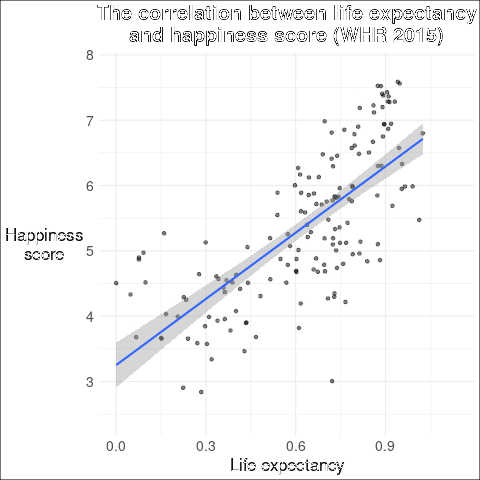 The correlation between life expectancy
and happiness score (WHR 2015)
8
7
6
5
4
3
Happiness
score
0.0 0.3 0.6 0.9
Life expectancy